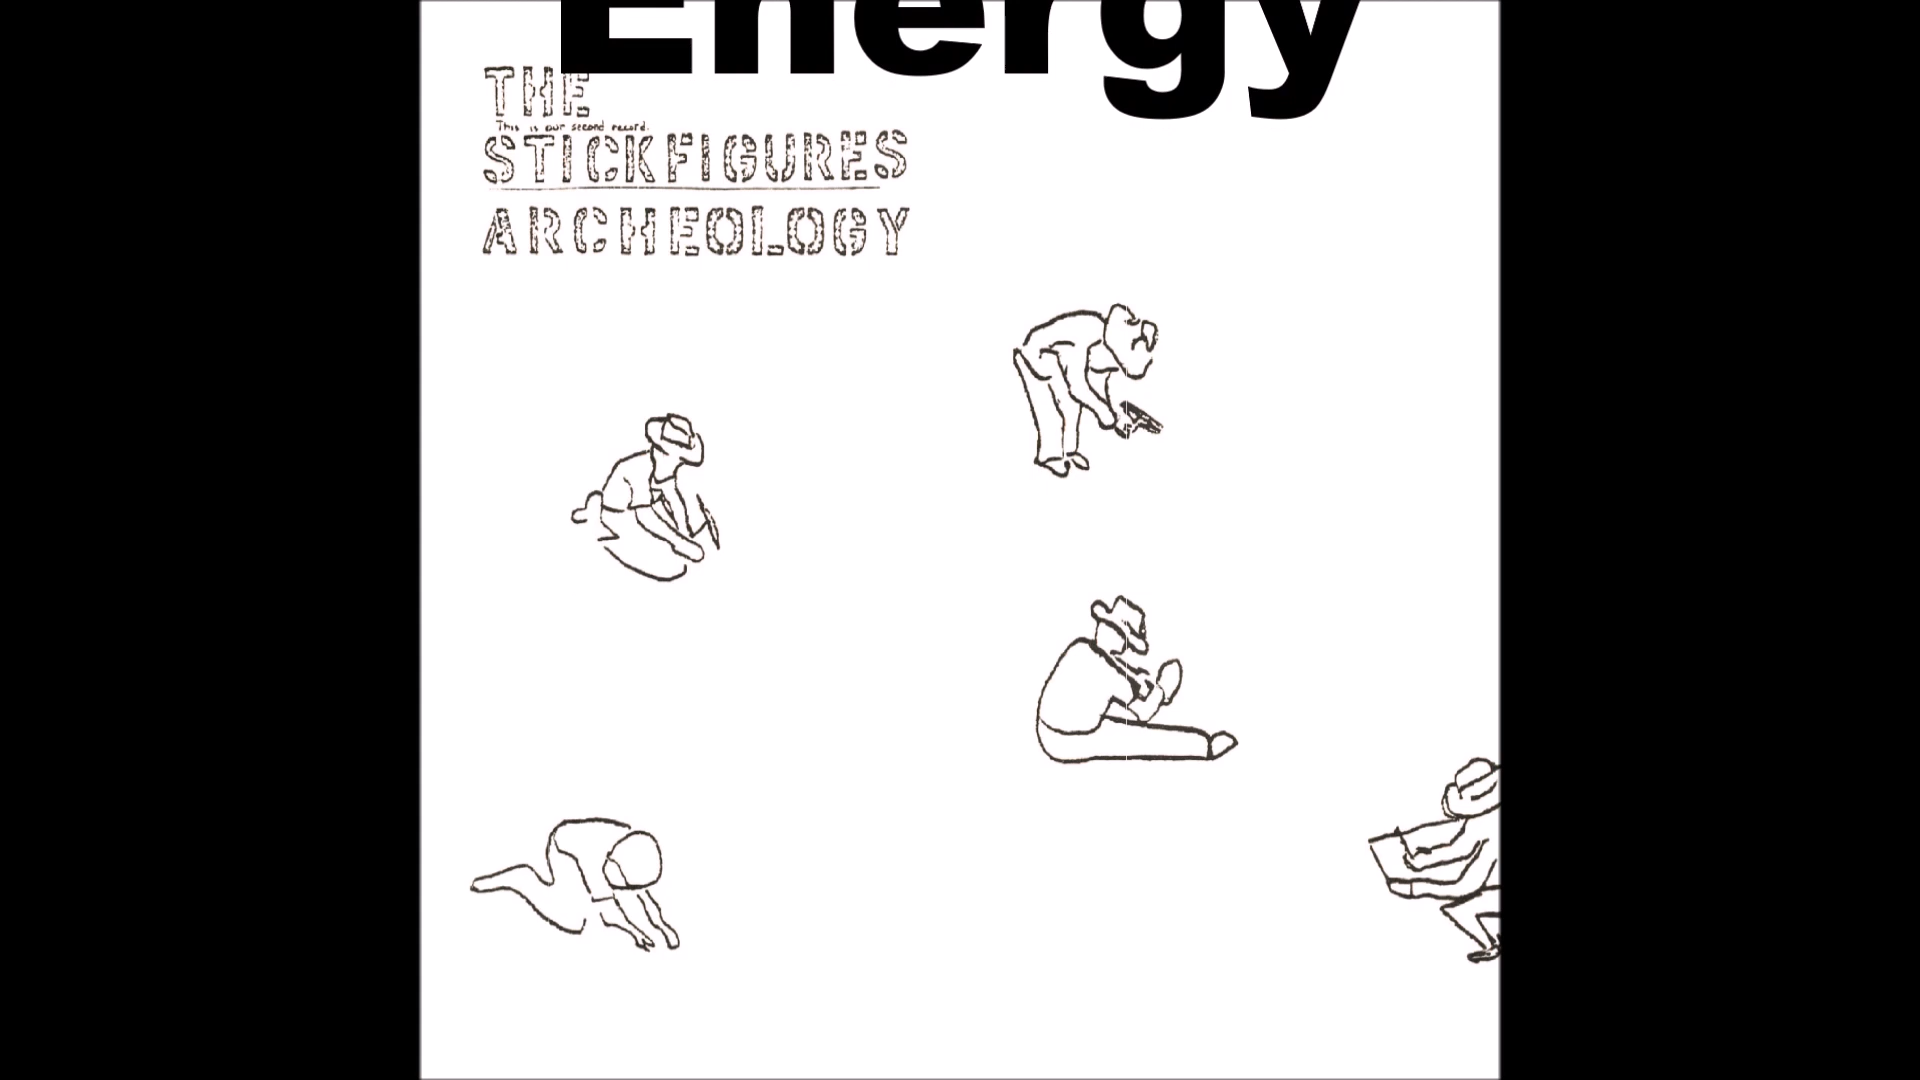 Energy
THE
This is our second record.
STICKFIGURES
ARCHEOLOGY